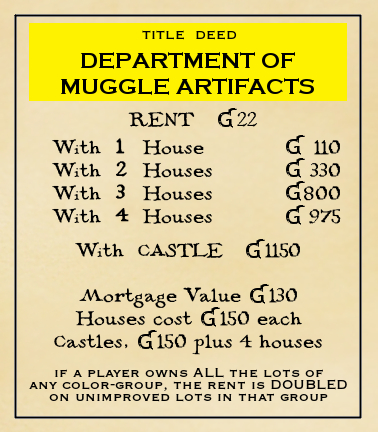 TITLE DEED
DEPARTMENT OF
MUGGLE ARTIFACTS
RENT G22
With 1 House G 110
With 2 Houses G 330
With 3 Houses G800
With 4 Houses G 975
With CASTLE G1150
Mortgage Value G130
Houses cost G150 each
Castles, G150 plus 4 houses
IF A PLAYER OWNS ALL THE LOTS OF
ANY COLOR-GROUP, THE RENT IS DOUBLED
ON UNIMPROVED LOTS IN THAT GROUP